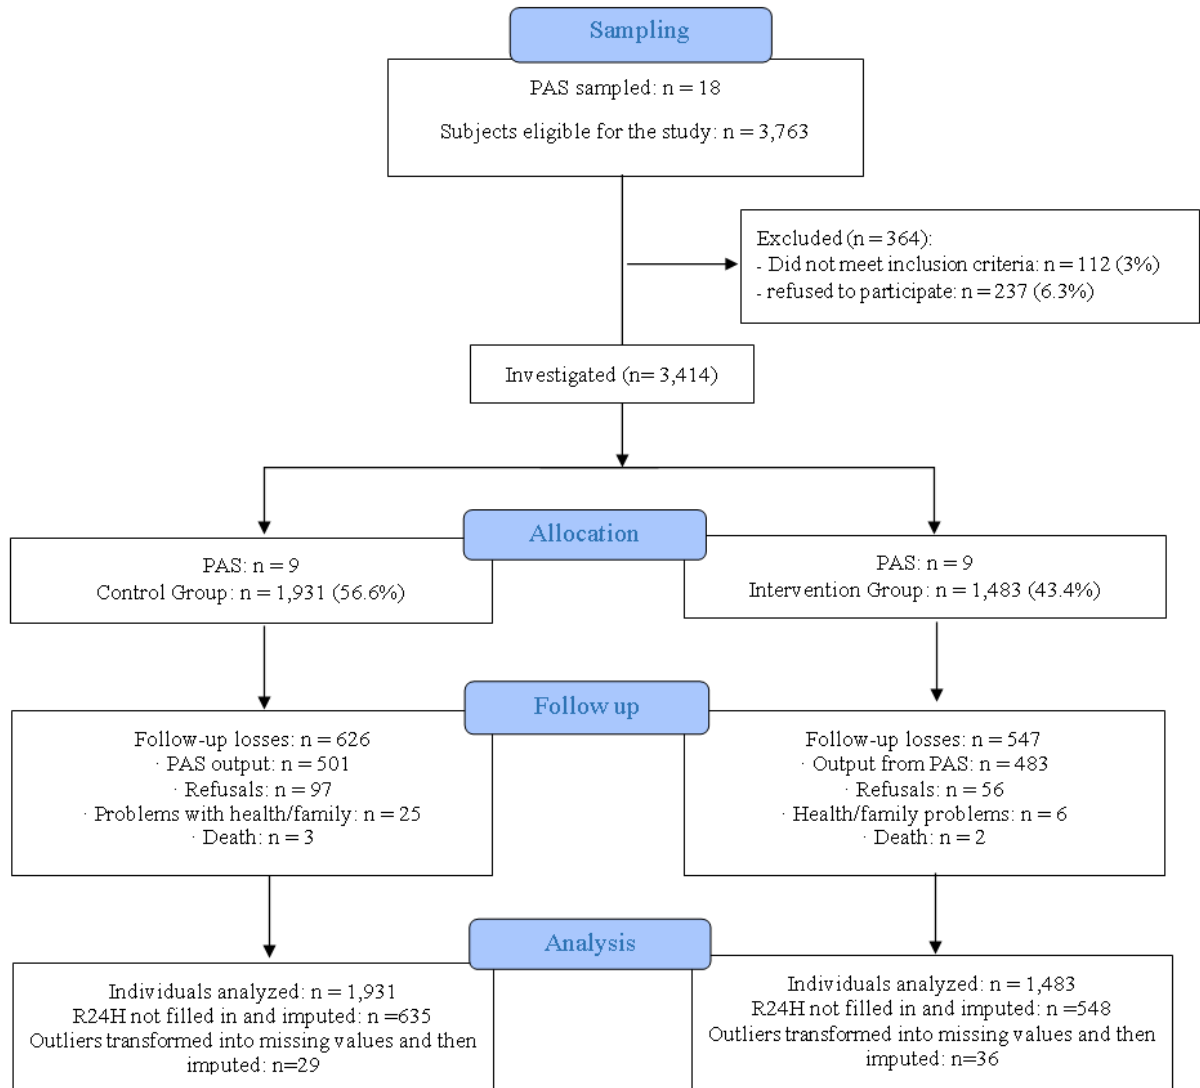 Sampling
PAS sampled: n = 18
Subjects eligible for the study: n = 3,763
Excluded (n = 364):
- Did not meet inclusion criteria: n = 112 (3%)
- refused to participate: n = 237 (6.3%)
Investigated (n= 3,414)
Allocation
PAS: n = 9
Control Group: n = 1,931 (56.6%)
PAS: n = 9
Intervention Group: n = 1,483 (43.4%)
Follow up
Follow-up losses: n = 626
· PAS output: n = 501
· Refusals: n = 97
· Problems with health/family: n = 25
· Death: n = 3
Follow-up losses: n = 547
· Output from PAS: n = 483
· Refusals: n = 56
· Health/family problems: n = 6
· Death: n = 2
Analysis
Individuals analyzed: n = 1,931
R24H not filled in and imputed: n =635
Outliers transformed into missing values and then
imputed: n=29
Individuals analyzed: n = 1,483
R24H not filled in and imputed: n =548
Outliers transformed into missing values and then
imputed: n=36